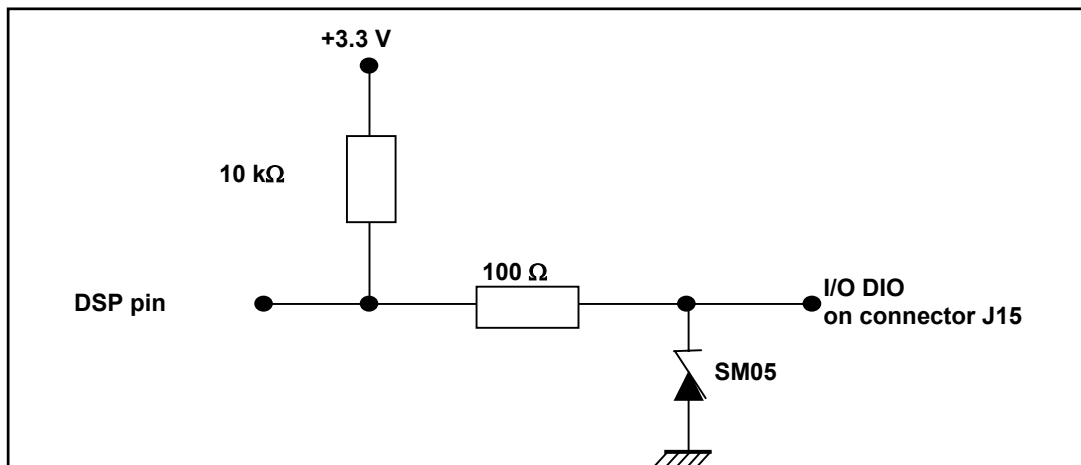 +3.3 V
10 kΩ
100 Ω
DSP pin
I/O DIO
on connector J15
SM05